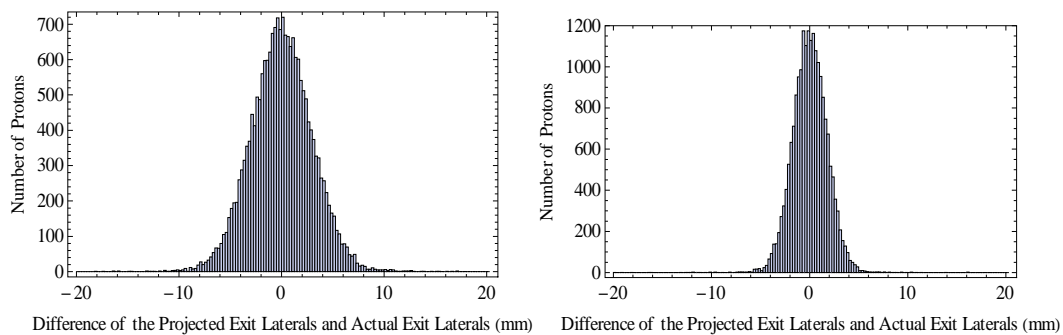 700
600
500
400
300
200
100
0
Number of Protons
−20 −10 0 10 20
Difference of the Projected Exit Laterals and Actual Exit Laterals (mm)
1200
1000
800
600
400
200
0
Number of Protons
−20 −10 0 10 20
Difference of the Projected Exit Laterals and Actual Exit Laterals (mm)